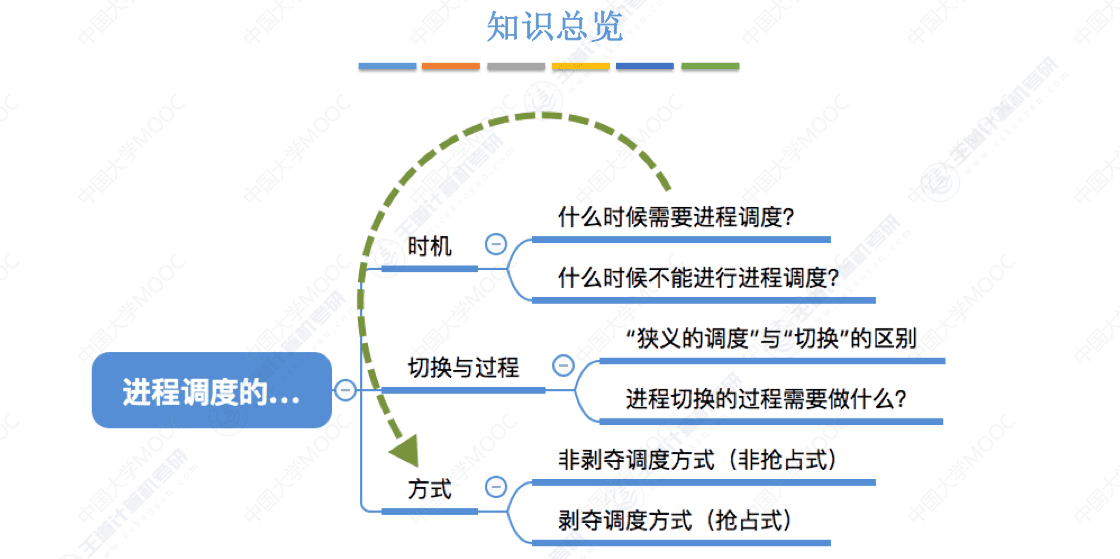 知识总览
时机
什么时候需要进程调度？
什么时候不能进行进程调度？
进程调度的...
切换与过程
“狭义的调度”与“切换”的区别
进程切换的过程需要做什么？
方式
非剥夺调度方式（非抢占式）
剥夺调度方式（抢占式）
中国大学MOOC
王道计算机考研